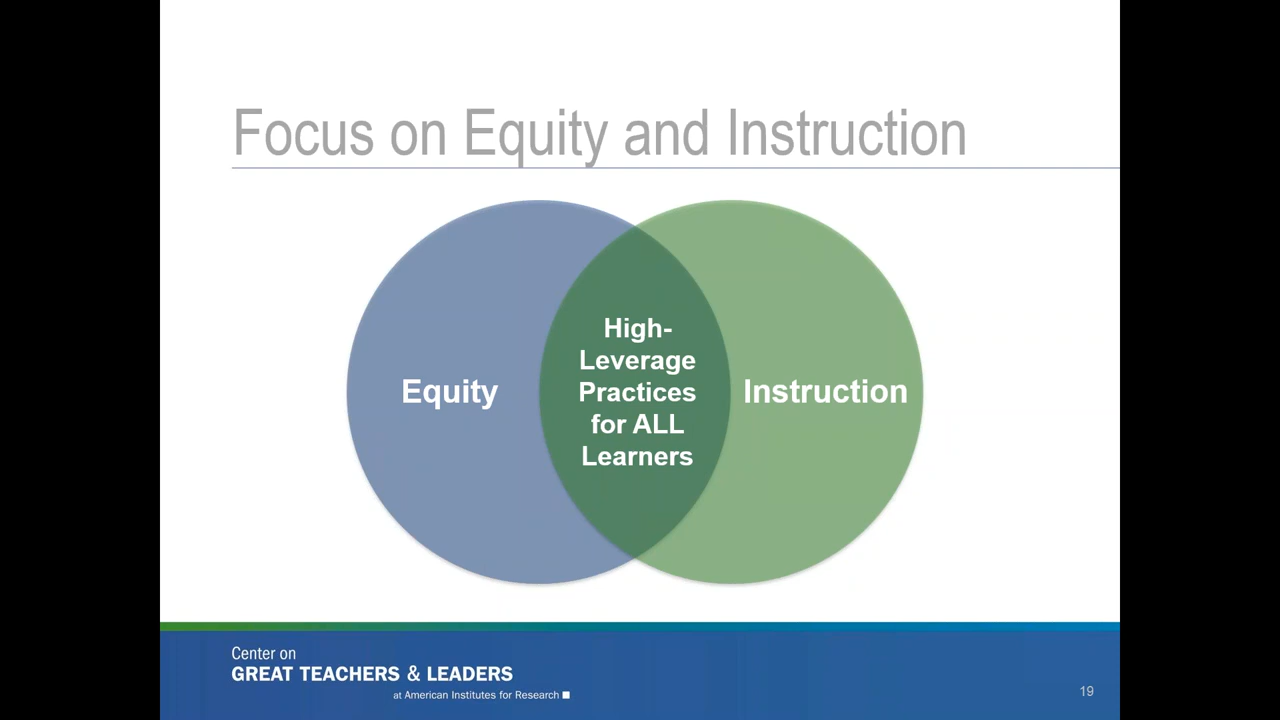 Focus on Equity and Instruction
Equity
High-
Leverage
Practices
for ALL
Learners
Instruction
Center on
GREAT TEACHERS & LEADERS
at American Institutes for Research
19